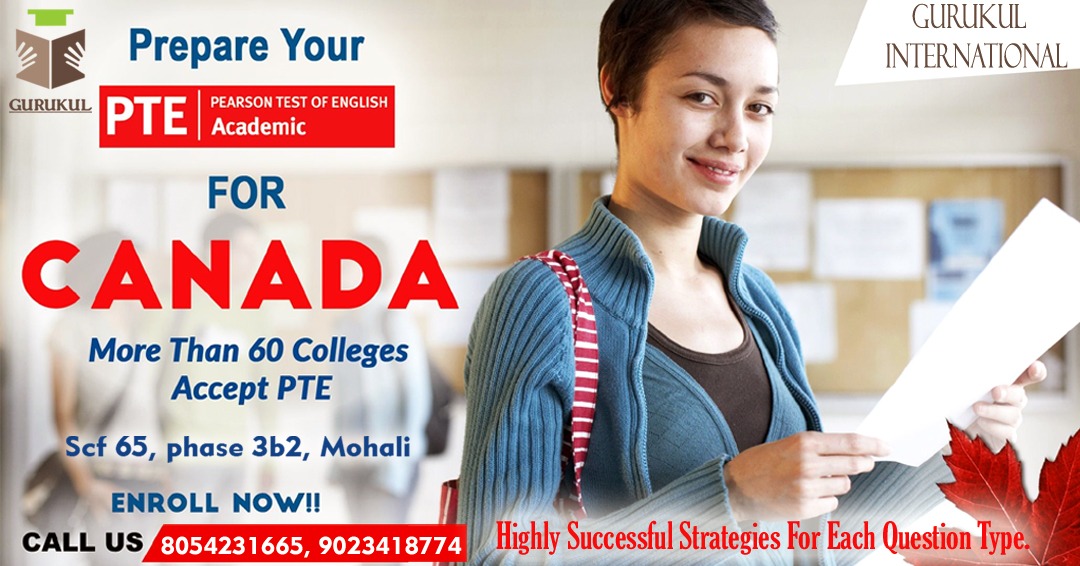 GURUKUL
Prepare Your
PTE
PEARSON TEST OF ENGLISH
Academic
FOR
CANADA
More Than 60 Colleges
Accept PTE
Scf 65, phase 3b2, Mohali
ENROLL NOW!!
CALL US 8054231665, 9023418774
GURUKUL
INTERNATIONAL
Highly Successful Strategies For Each Question Type.